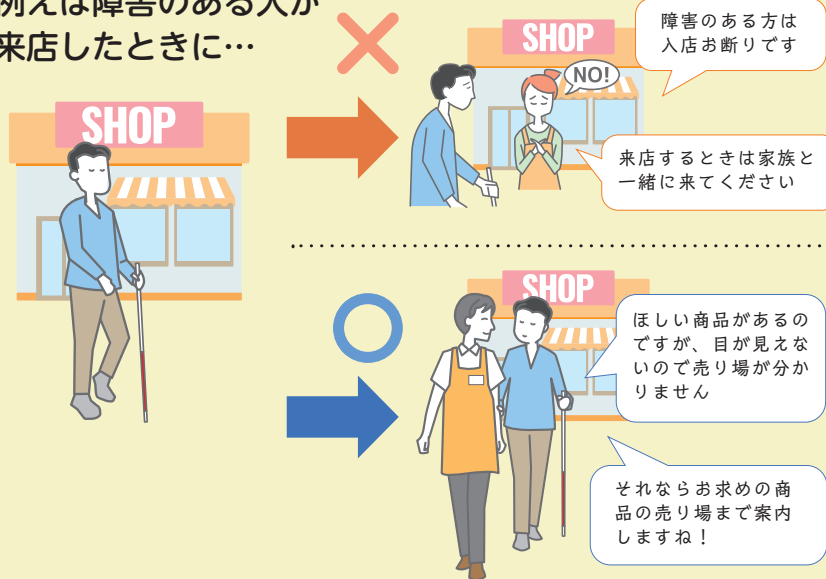 例えば障害のある人が
来店したときに…
SHOP
SHOP
NO!
障害のある方は
入店お断りです
来店するときは家族と
一緒に来てください
SHOP
ほしい商品があるの
ですが、目が見えな
いので売り場が分か
りません
それならお求めの商
品の売り場まで案内
しますね！